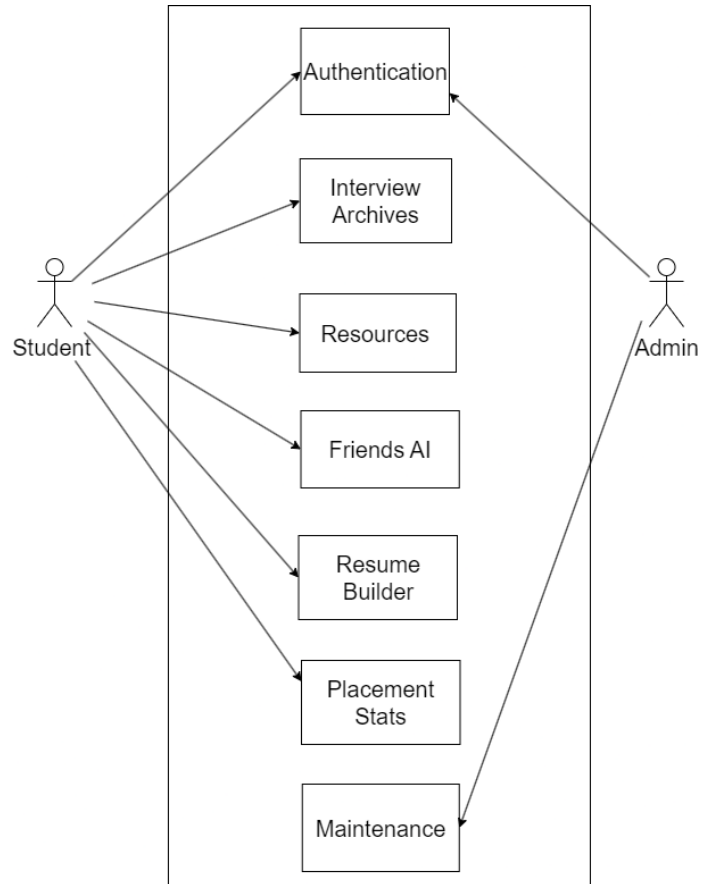 Authentication
Interview
Archives
Resources
Student
Admin
Friends AI
Resume
Builder
Placement
Stats
Maintenance